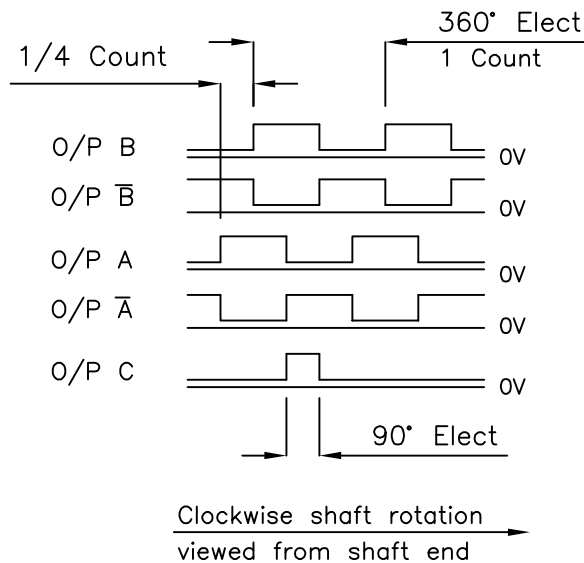 360° Elect
1/4 Count
1 Count
O/P B
0V
O/P B̅
0V
O/P A
0V
O/P A̅
0V
O/P C
0V
90° Elect
Clockwise shaft rotation
viewed from shaft end